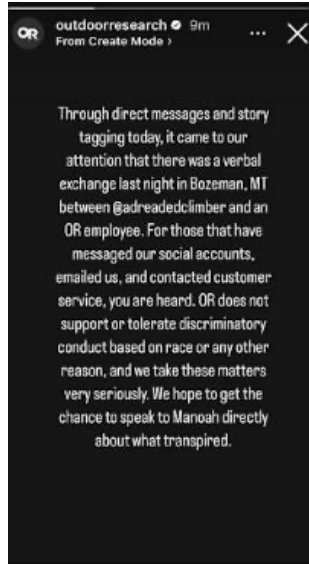 OR
outdoorresearch 9m
From Create Mode >
Through direct messages and story
tagging today, it came to our
attention that there was a verbal
exchange last night in Bozeman, MT
between @adreadedclimber and an
OR employee. For those that have
messaged our social accounts,
emailed us, and contacted customer
service, you are heard. OR does not
support or tolerate discriminatory
conduct based on race or any other
reason, and we take these matters
very seriously. We hope to get the
chance to speak to Manoah directly
about what transpired.